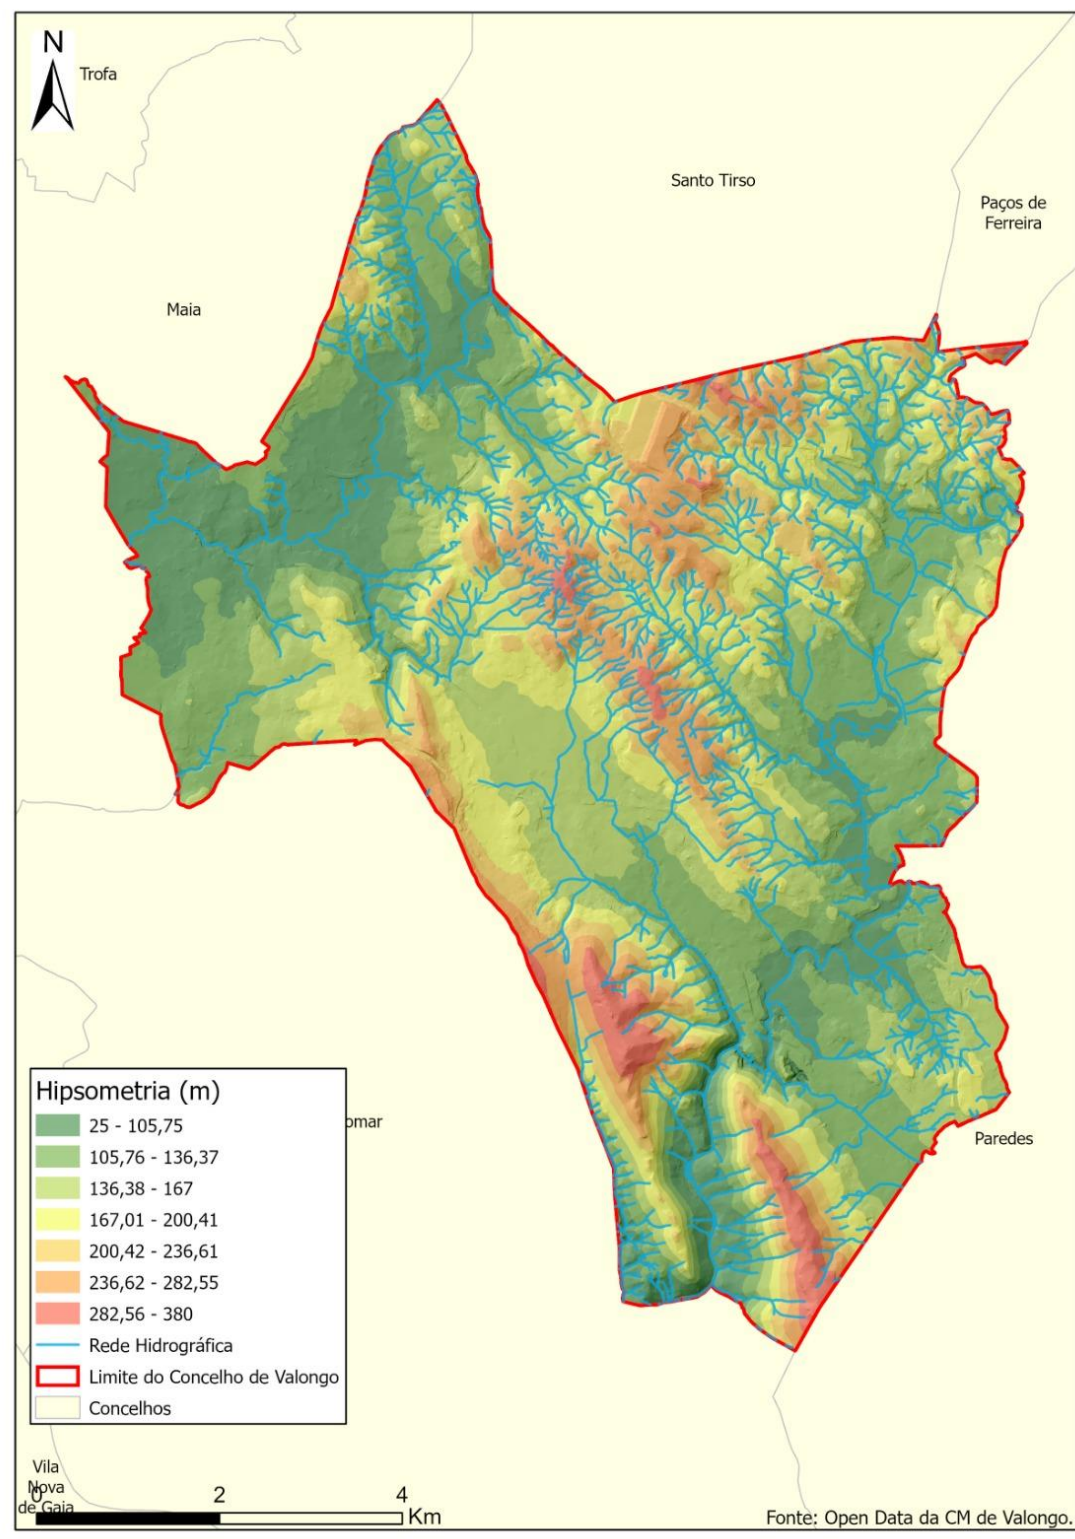 N
Trofa
Santo Tirso
Paços de
Ferreira
Maia
Hipsometria (m)
25 - 105,75
105,76 - 136,37
136,38 - 167
167,01 - 200,41
200,42 - 236,61
236,62 - 282,55
282,56 - 380
Rede Hidrográfica
Limite do Concelho de Valongo
Concelhos
omar
Paredes
Vila
Nova
de Gaia
0 2 4
Km
Fonte: Open Data da CM de Valongo.